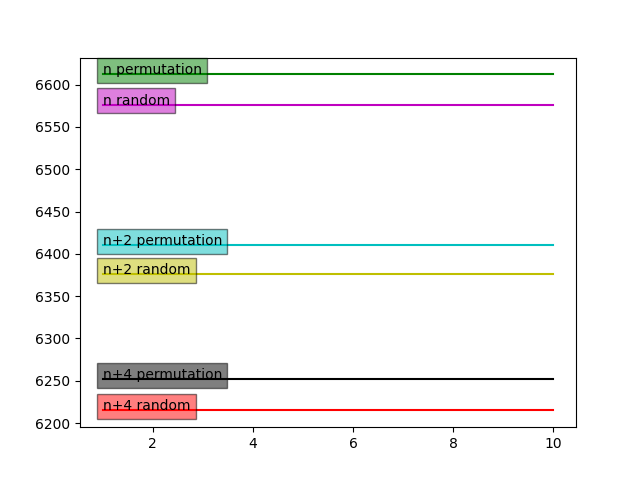 6600
6550
6500
6450
6400
6350
6300
6250
6200
n permutation
n random
n+2 permutation
n+2 random
n+4 permutation
n+4 random
2 4 6 8 10